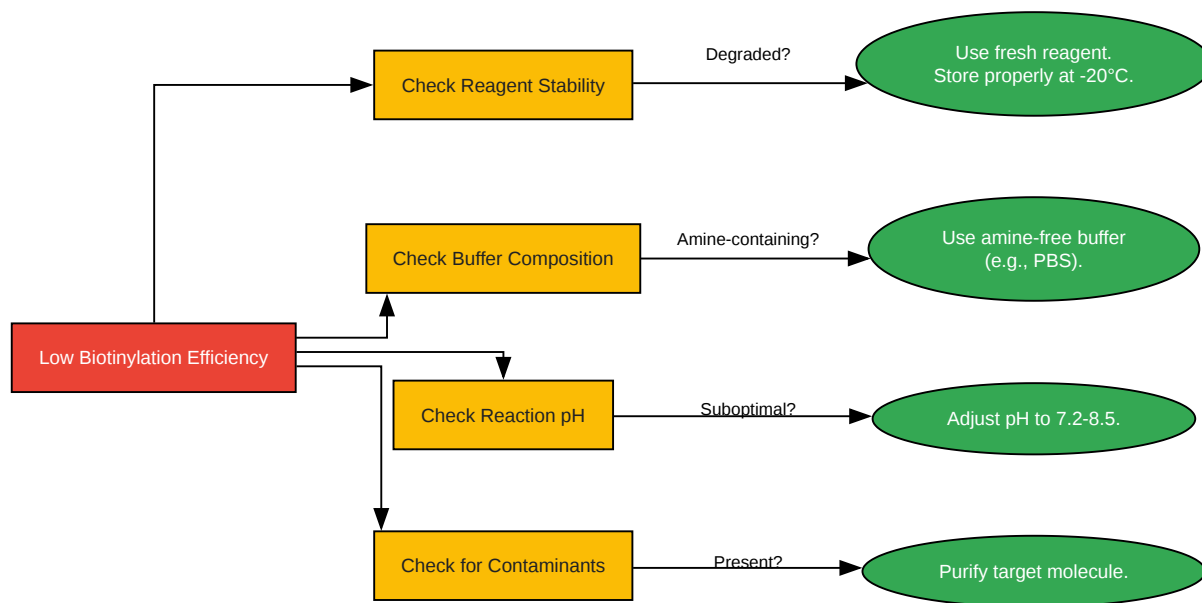 Degraded?
Use fresh reagent.
Store properly at -20°C.
Check Reagent Stability
Amine-containing?
Use amine-free buffer
(e.g., PBS).
Check Buffer Composition
Low Biotinylation Efficiency
Check Reaction pH
Suboptimal?
Adjust pH to 7.2-8.5.
Check for Contaminants
Present?
Purify target molecule.